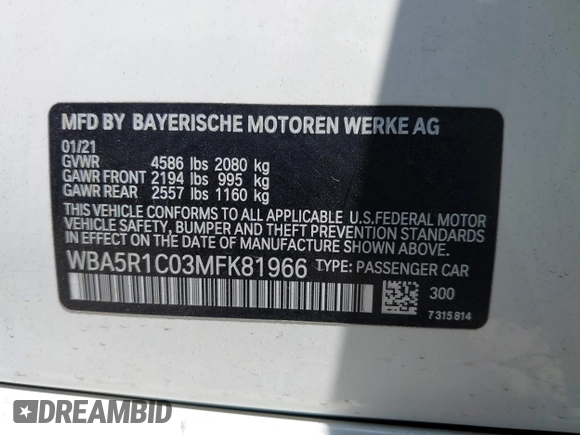 MFD BY BAYERISCHE MOTOREN WERKE AG
01/21
GVWR 4586 lbs 2080 kg
GAWR FRONT 2194 lbs 995 kg
GAWR REAR 2557 lbs 1160 kg
THIS VEHICLE CONFORMS TO ALL APPLICABLE U.S.FEDERAL MOTOR
VEHICLE SAFETY, BUMPER AND THEFT PREVENTION STANDARDS
IN EFFECT ON THE DATE OF MANUFACTURE SHOWN ABOVE.
WBA5R1C03MFK81966 TYPE: PASSENGER CAR
300
7 315 814
DREAMBID